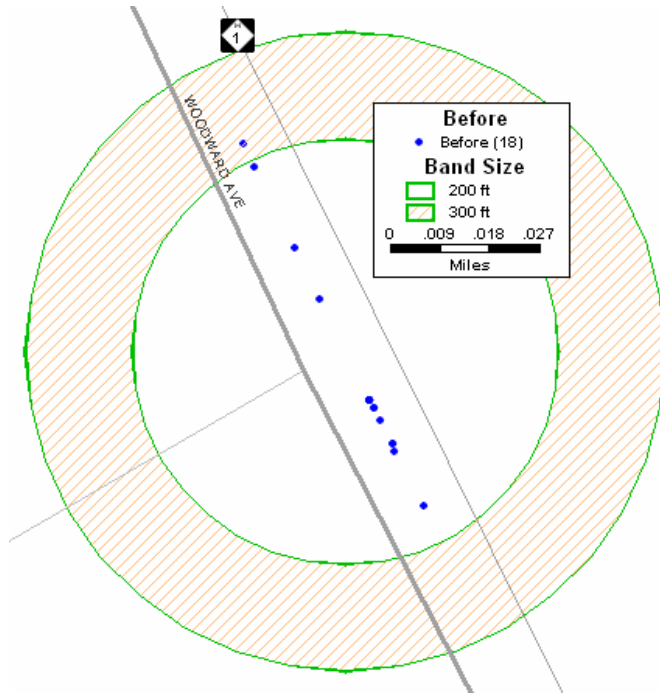 M
1
WOODWARD AVE
Before
Before (18)
Band Size
200 ft
300 ft
0 .009 .018 .027
Miles